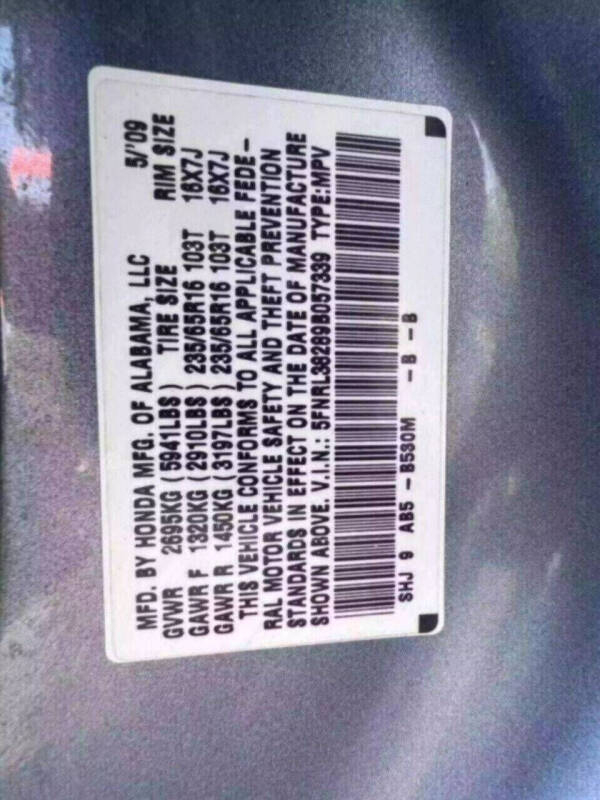 MFD. BY HONDA MFG. OF ALABAMA, LLC 5/'09
GVWR 2695KG ( 5941LBS ) TIRE SIZE RIM SIZE
GAWR F 1320KG ( 2910LBS ) 235/65R16 103T 16X7J
GAWR R 1450KG ( 3197LBS ) 235/65R16 103T 16X7J
THIS VEHICLE CONFORMS TO ALL APPLICABLE FEDE-
RAL MOTOR VEHICLE SAFETY AND THEFT PREVENTION
STANDARDS IN EFFECT ON THE DATE OF MANUFACTURE
SHOWN ABOVE. V.I.N.: 5FNRL38289B057339 TYPE:MPV
SHJ 9 AB5 - B530M - B - B